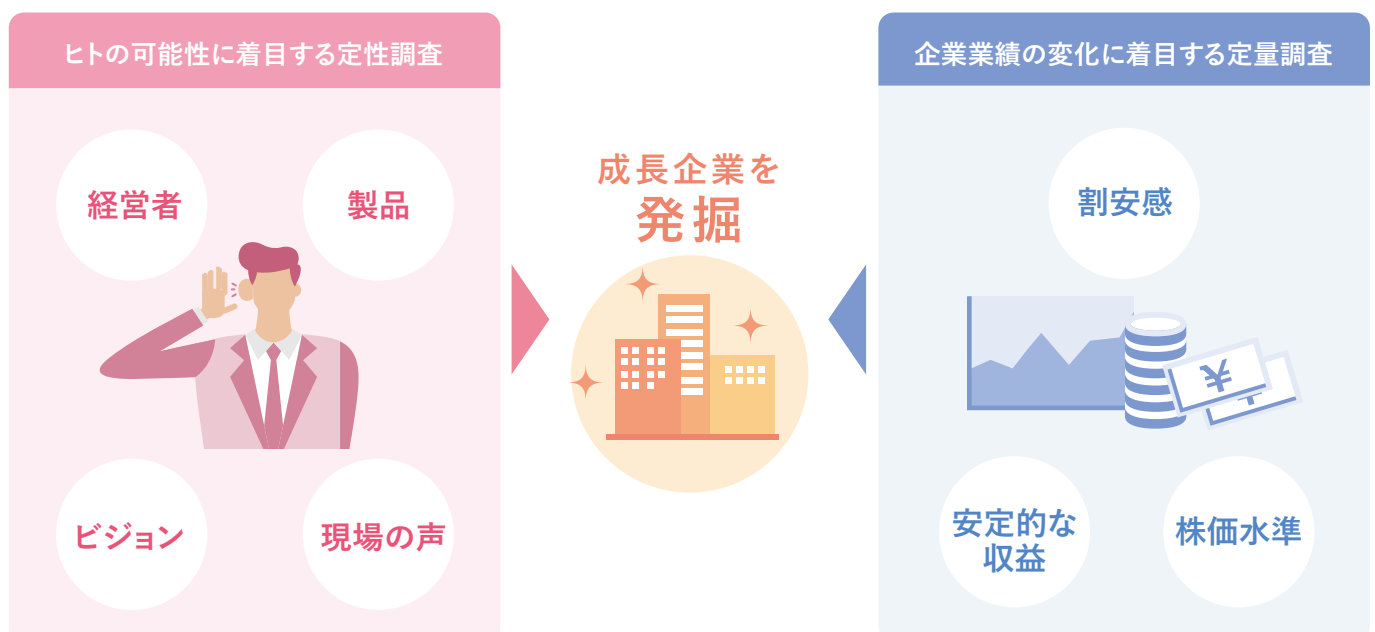 ヒトの可能性に着目する定性調査
経営者
製品
ビジョン
現場の声
成長企業を
発掘
企業業績の変化に着目する定量調査
割安感
¥
¥
安定的な
収益
株価水準